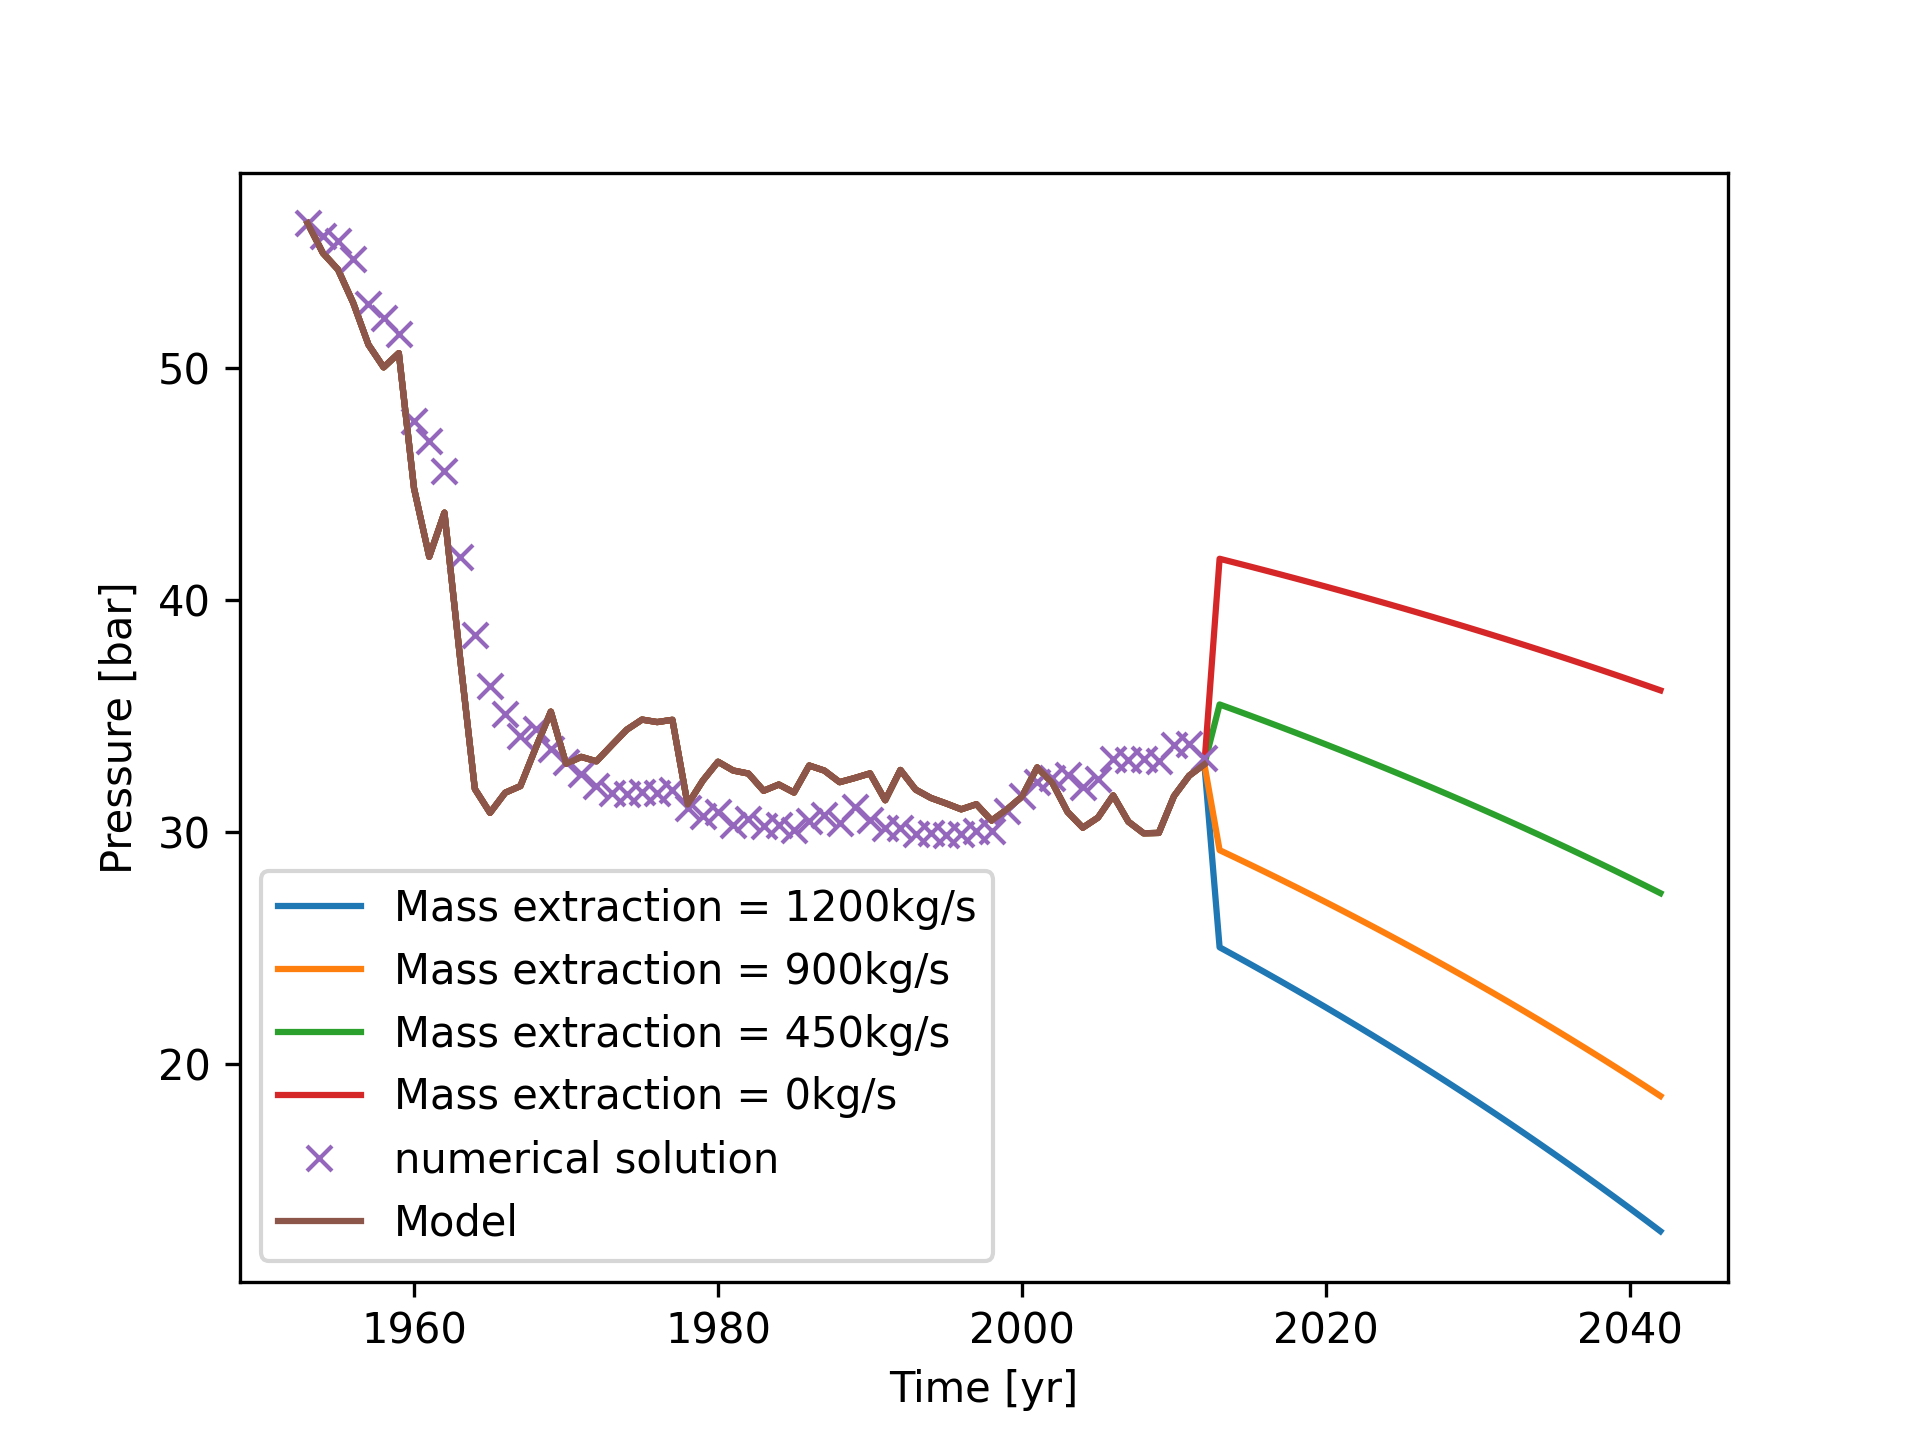 50
40
30
20
Pressure [bar]
Mass extraction = 1200kg/s
Mass extraction = 900kg/s
Mass extraction = 450kg/s
Mass extraction = 0kg/s
numerical solution
Model
1960
1980
2000
2020
2040
Time [yr]